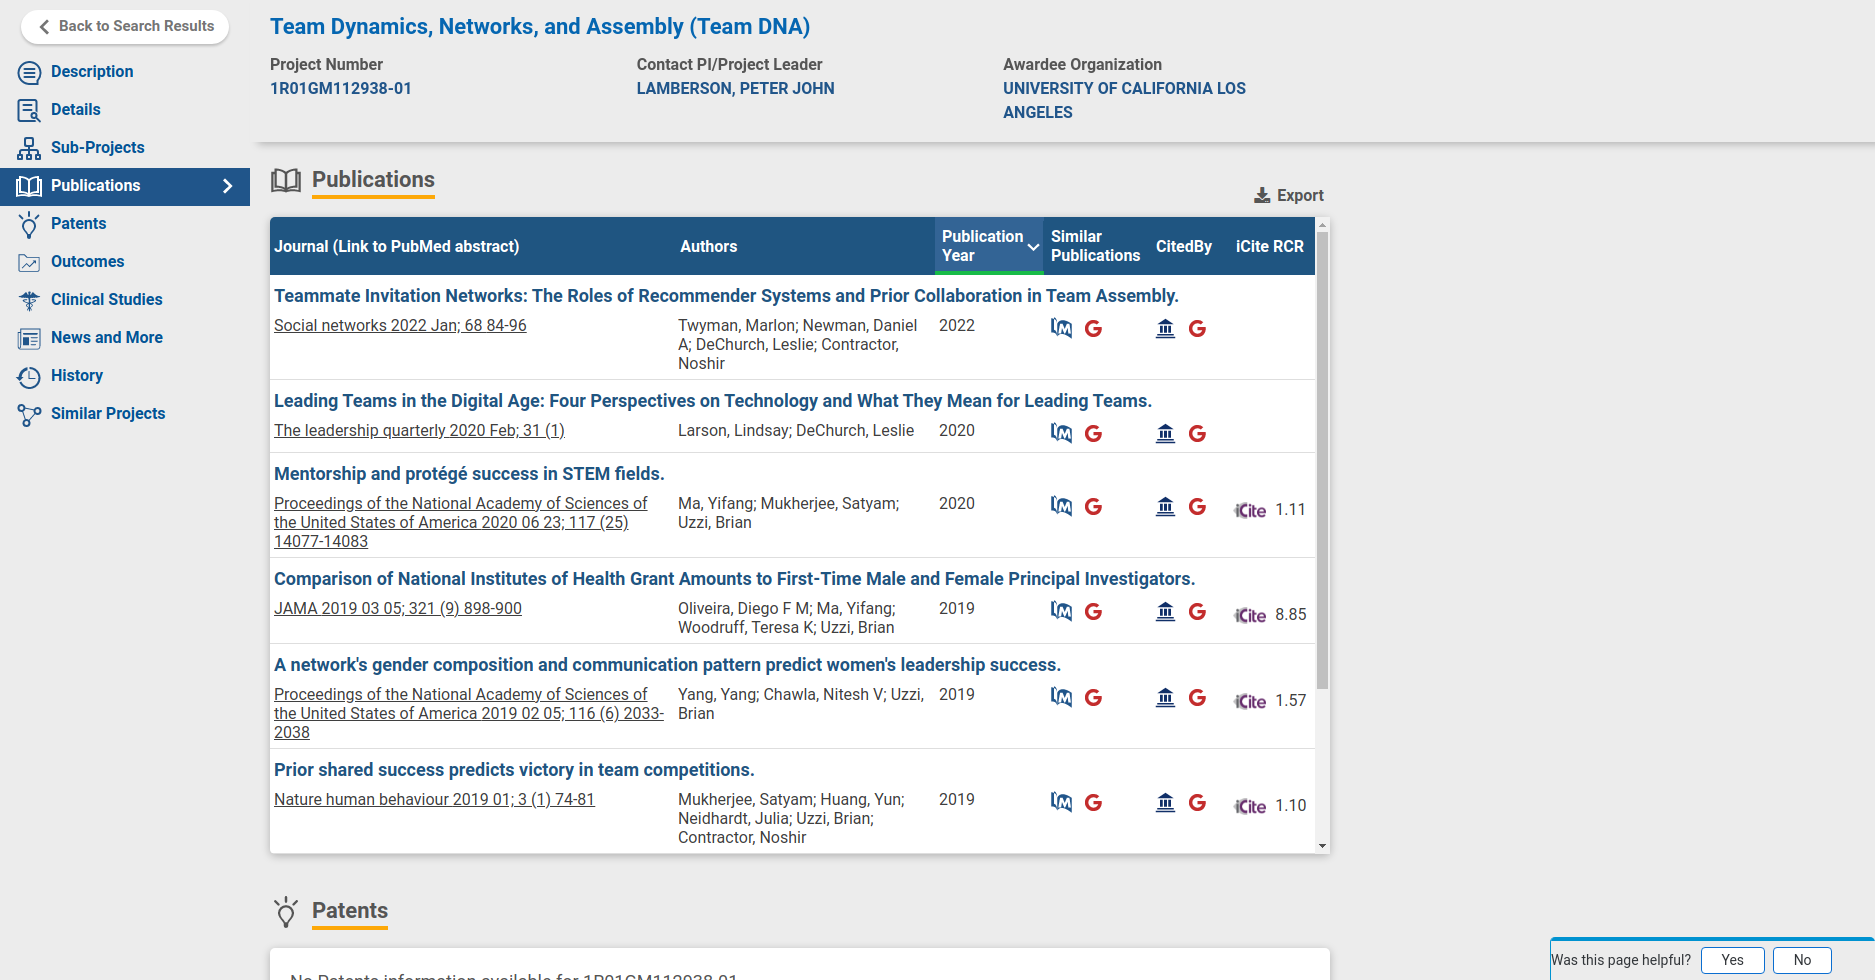 Back to Search Results
Description
Details
Sub-Projects
Publications
Patents
Outcomes
Clinical Studies
News and More
History
Similar Projects
Team Dynamics, Networks, and Assembly (Team DNA)
Project Number
1R01GM112938-01
Contact PI/Project Leader
LAMBERSON, PETER JOHN
Awardee Organization
UNIVERSITY OF CALIFORNIA LOS
ANGELES
Publications
Export
Journal (Link to PubMed abstract) Authors Publication Year Similar Publications CitedBy iCite RCR
Teammate Invitation Networks: The Roles of Recommender Systems and Prior Collaboration in Team Assembly.
Social networks 2022 Jan; 68 84-96 Twyman, Marlon; Newman, Daniel 2022
A; DeChurch, Leslie; Contractor,
Noshir
Leading Teams in the Digital Age: Four Perspectives on Technology and What They Mean for Leading Teams.
The leadership quarterly 2020 Feb; 31 (1) Larson, Lindsay; DeChurch, Leslie 2020
Mentorship and protégé success in STEM fields.
Proceedings of the National Academy of Sciences of Ma, Yifang; Mukherjee, Satyam; 2020 iCite 1.11
the United States of America 2020 06 23; 117 (25) Uzzi, Brian
14077-14083
Comparison of National Institutes of Health Grant Amounts to First-Time Male and Female Principal Investigators.
JAMA 2019 03 05; 321 (9) 898-900 Oliveira, Diego F M; Ma, Yifang; 2019 iCite 8.85
Woodruff, Teresa K; Uzzi, Brian
A network's gender composition and communication pattern predict women's leadership success.
Proceedings of the National Academy of Sciences of Yang, Yang; Chawla, Nitesh V; Uzzi, 2019 iCite 1.57
the United States of America 2019 02 05; 116 (6) 2033- Brian
2038
Prior shared success predicts victory in team competitions.
Nature human behaviour 2019 01; 3 (1) 74-81 Mukherjee, Satyam; Huang, Yun; 2019 iCite 1.10
Neidhardt, Julia; Uzzi, Brian;
Contractor, Noshir
Patents
No Patents information available for 1R01GM112938-01
Was this page helpful? Yes No